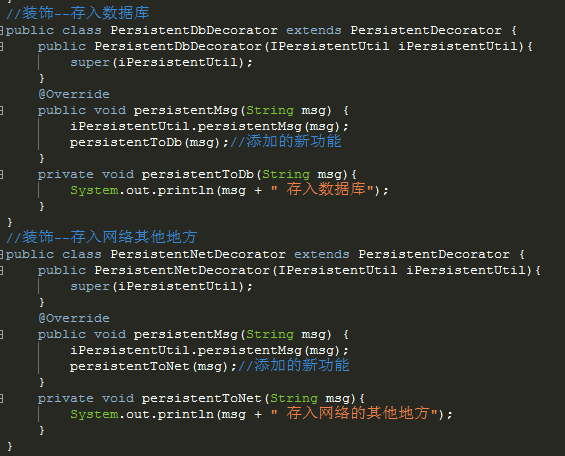 //装饰--存入数据库
public class PersistentDbDecorator extends PersistentDecorator {
    public PersistentDbDecorator(IPersistentUtil iPersistentUtil){
        super(iPersistentUtil);
    }
    @Override
    public void persistentMsg(String msg) {
        iPersistentUtil.persistentMsg(msg);
        persistentToDb(msg);//添加的新功能
    }
    private void persistentToDb(String msg){
        System.out.println(msg + " 存入数据库");
    }
}
//装饰--存入网络其他地方
public class PersistentNetDecorator extends PersistentDecorator {
    public PersistentNetDecorator(IPersistentUtil iPersistentUtil){
        super(iPersistentUtil);
    }
    @Override
    public void persistentMsg(String msg) {
        iPersistentUtil.persistentMsg(msg);
        persistentToNet(msg);//添加的新功能
    }
    private void persistentToNet(String msg){
        System.out.println(msg + " 存入网络的其他地方");
    }
}